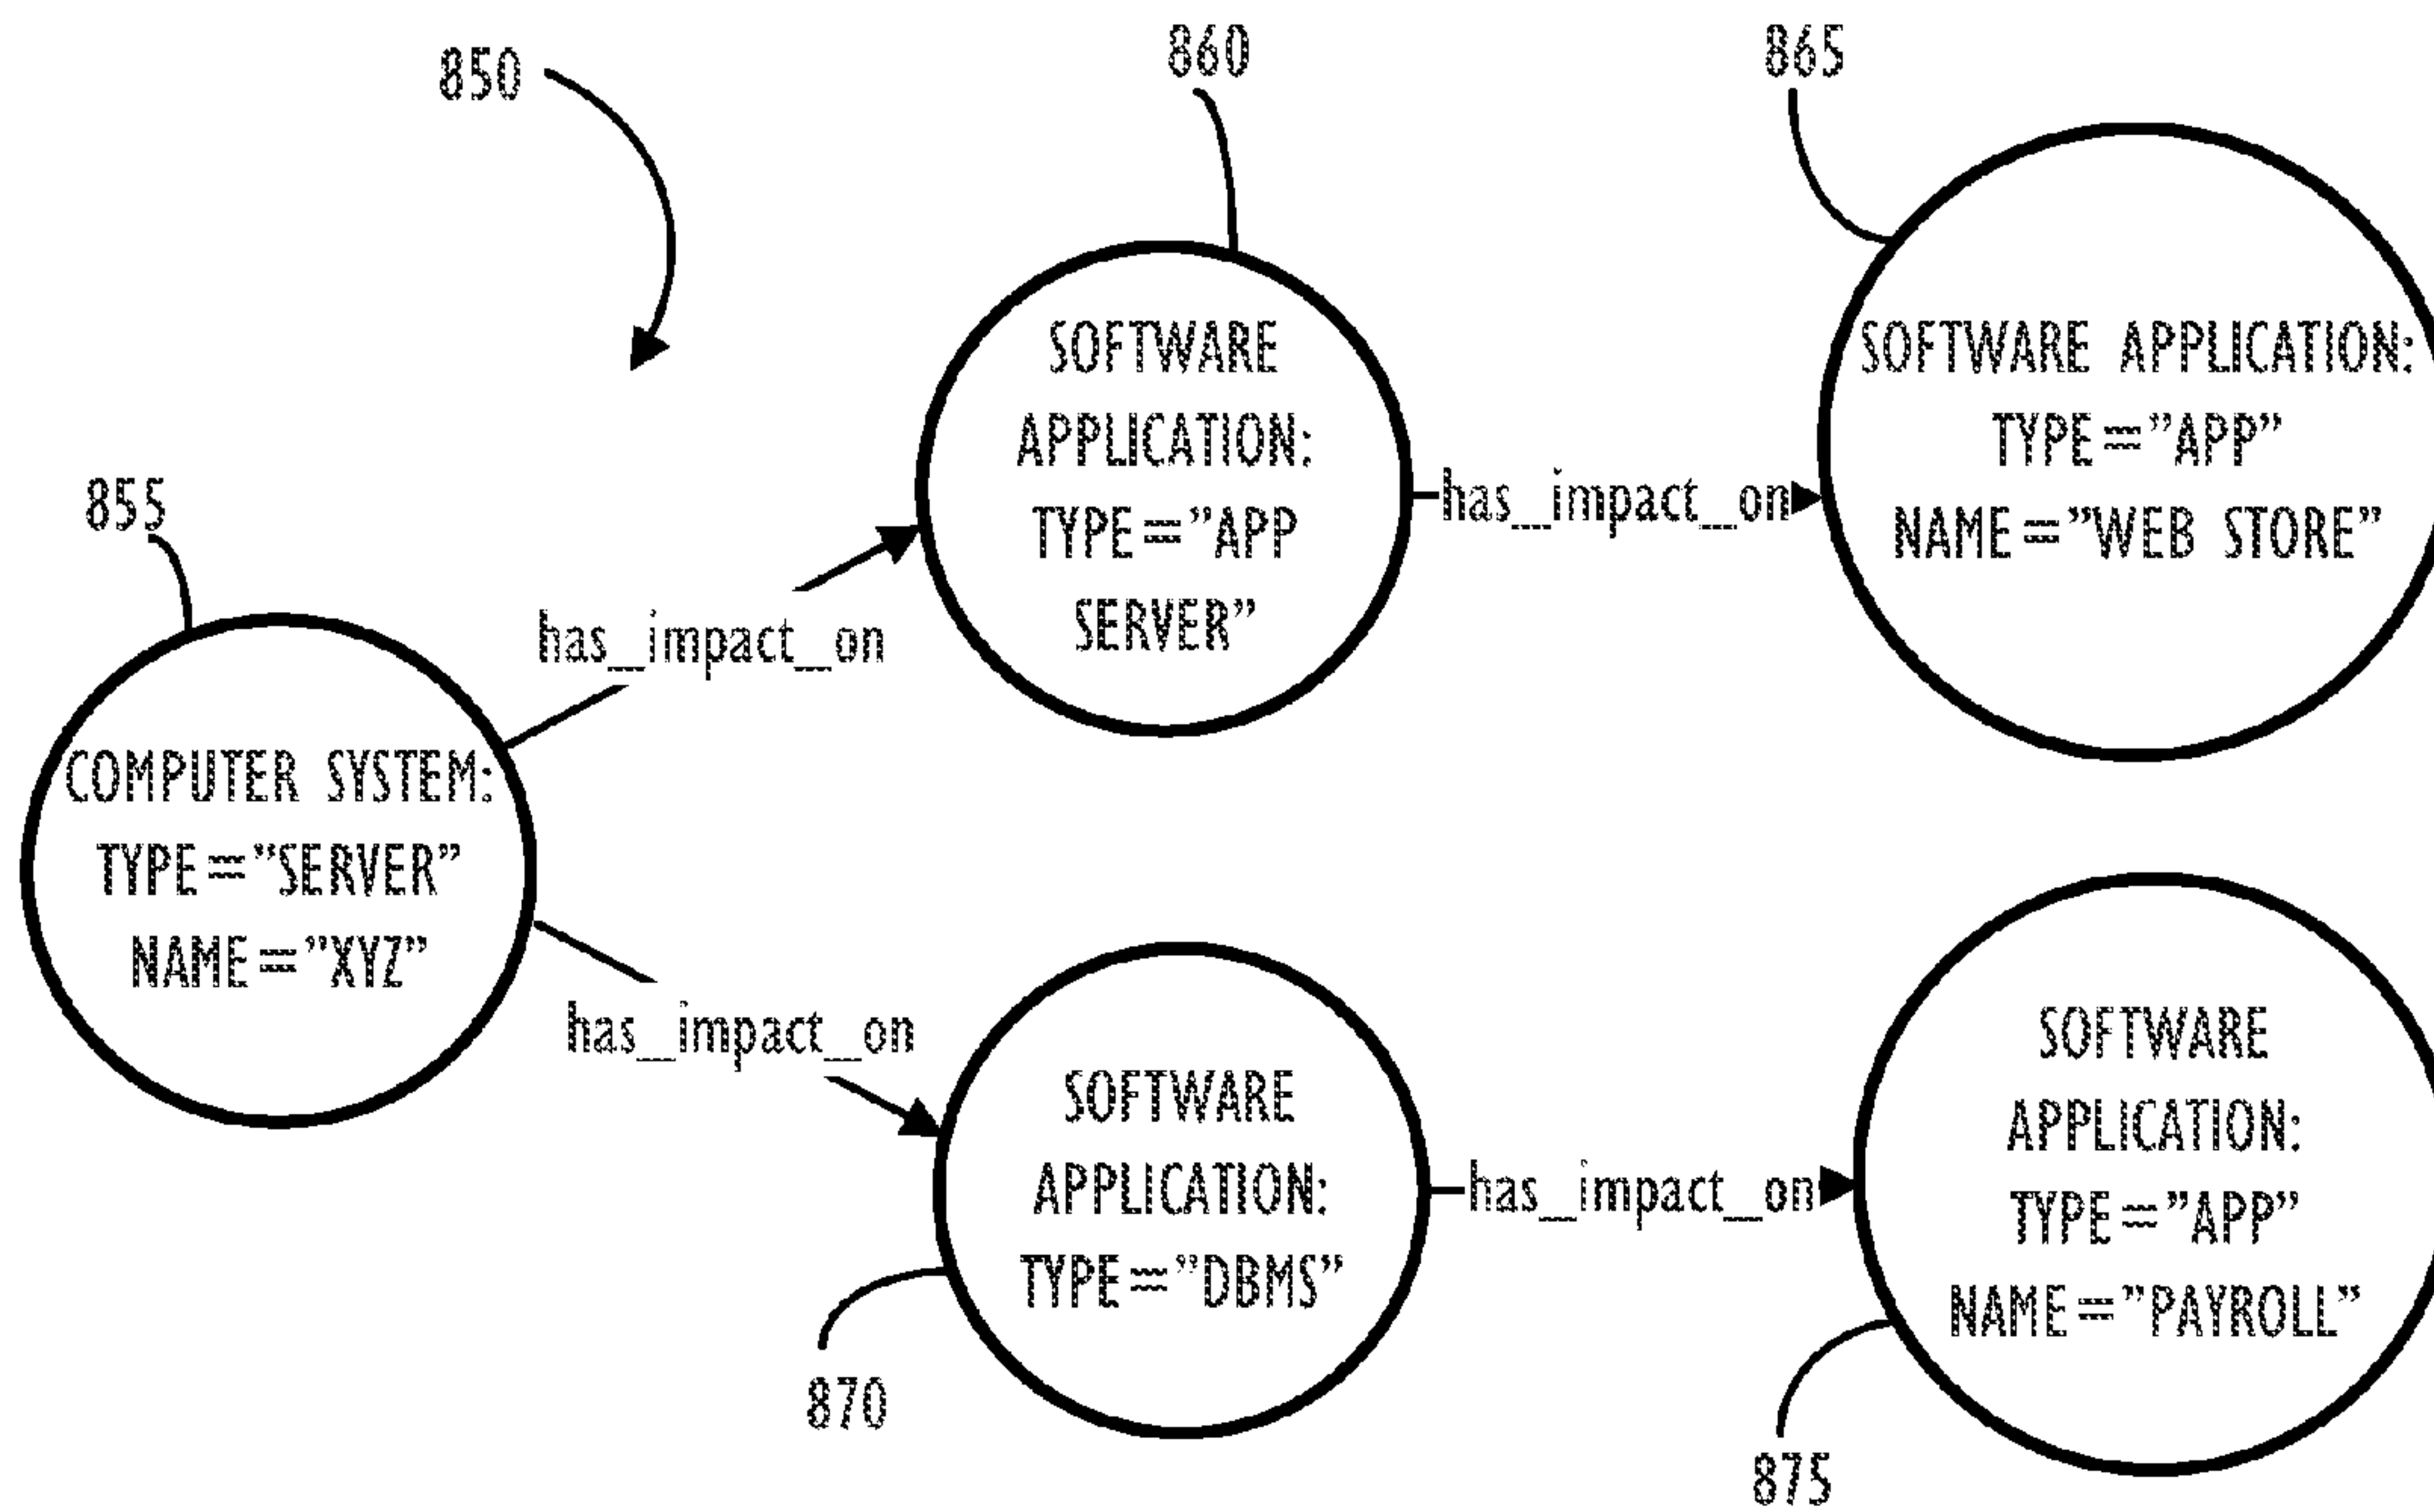 850
860
865
855
SOFTWARE
APPLICATION:
TYPE="APP
SERVER"
has_impact_on
SOFTWARE APPLICATION:
TYPE="APP"
NAME="WEB STORE"
has_impact_on
COMPUTER SYSTEM:
TYPE="SERVER"
NAME="XYZ"
has_impact_on
SOFTWARE
APPLICATION:
TYPE="DBMS"
has_impact_on
SOFTWARE
APPLICATION:
TYPE="APP"
NAME="PAYROLL"
870
875